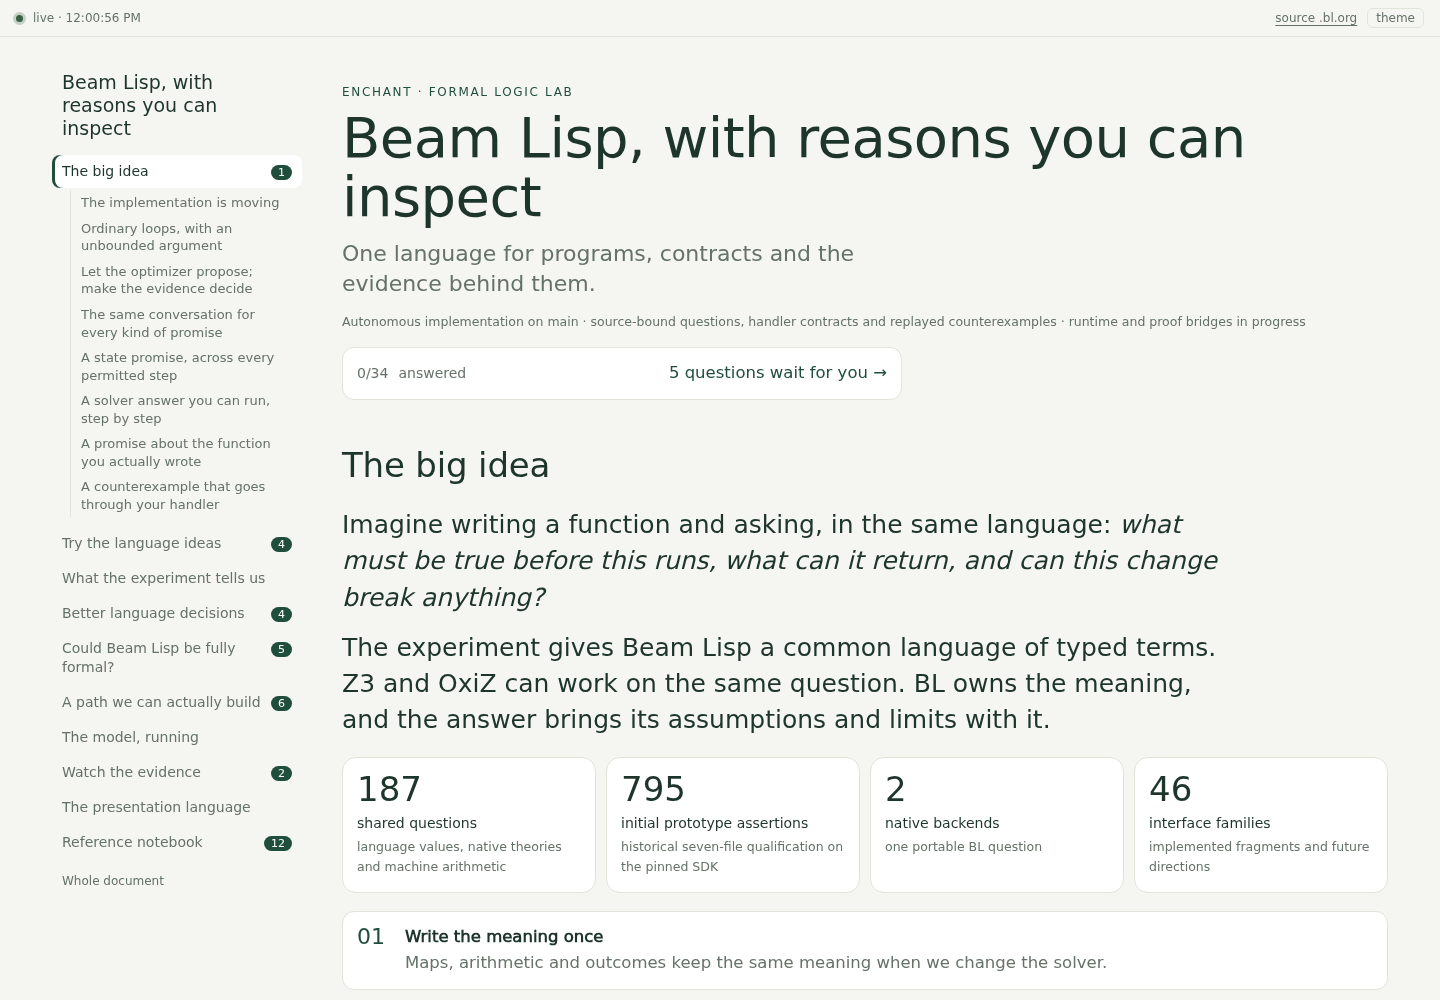 live · 12:00:56 PM
source .bl.org
theme
Beam Lisp, with
reasons you can
inspect
The big idea
1
The implementation is moving
Ordinary loops, with an
unbounded argument
Let the optimizer propose;
make the evidence decide
The same conversation for
every kind of promise
A state promise, across every
permitted step
A solver answer you can run,
step by step
A promise about the function
you actually wrote
A counterexample that goes
through your handler
Try the language ideas
4
What the experiment tells us
Better language decisions
4
Could Beam Lisp be fully
formal?
5
A path we can actually build
6
The model, running
Watch the evidence
2
The presentation language
Reference notebook
12
Whole document
ENCHANT · FORMAL LOGIC LAB
Beam Lisp, with reasons you can
inspect
One language for programs, contracts and the
evidence behind them.
Autonomous implementation on main · source-bound questions, handler contracts and replayed counterexamples · runtime and proof bridges in progress
0/34 answered
5 questions wait for you →
The big idea
Imagine writing a function and asking, in the same language: what
must be true before this runs, what can it return, and can this change
break anything?
The experiment gives Beam Lisp a common language of typed terms.
Z3 and OxiZ can work on the same question. BL owns the meaning,
and the answer brings its assumptions and limits with it.
187
shared questions
language values, native theories
and machine arithmetic
795
initial prototype assertions
historical seven-file qualification on
the pinned SDK
2
native backends
one portable BL question
46
interface families
implemented fragments and future
directions
01
Write the meaning once
Maps, arithmetic and outcomes keep the same meaning when we change the solver.